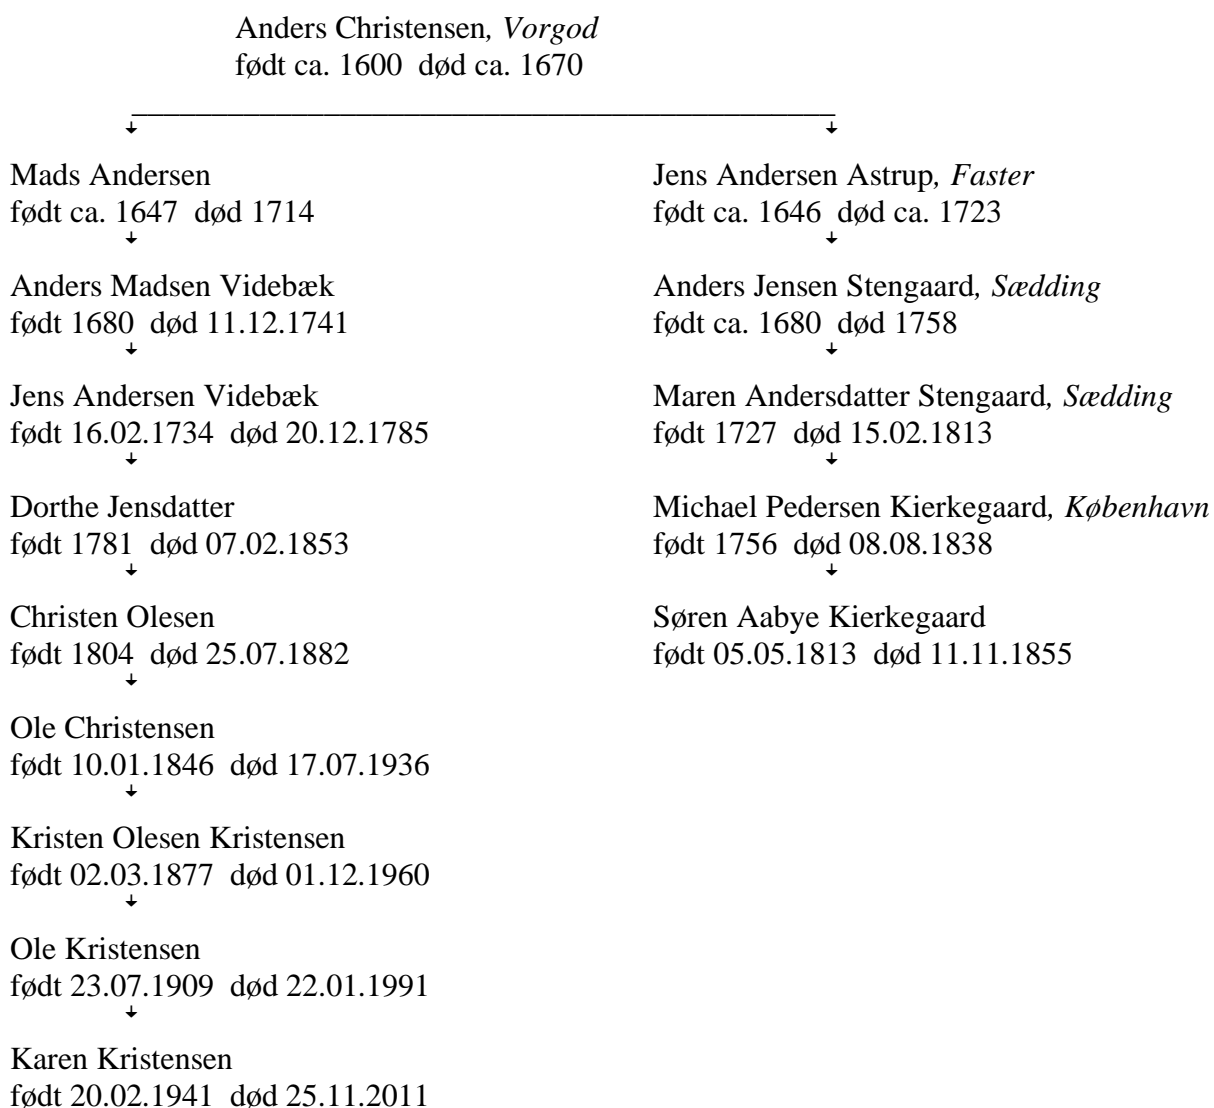 Anders Christensen, Vorgod
født ca. 1600  død ca. 1670
Mads Andersen
født ca. 1647  død 1714
Anders Madsen Videbæk
født 1680  død 11.12.1741
Jens Andersen Videbæk
født 16.02.1734  død 20.12.1785
Dorthe Jensdatter
født 1781  død 07.02.1853
Christen Olesen
født 1804  død 25.07.1882
Ole Christensen
født 10.01.1846  død 17.07.1936
Kristen Olesen Kristensen
født 02.03.1877  død 01.12.1960
Ole Kristensen
født 23.07.1909  død 22.01.1991
Karen Kristensen
født 20.02.1941  død 25.11.2011
Jens Andersen Astrup, Faster
født ca. 1646  død ca. 1723
Anders Jensen Stengaard, Sædding
født ca. 1680  død 1758
Maren Andersdatter Stengaard, Sædding
født 1727  død 15.02.1813
Michael Pedersen Kierkegaard, København
født 1756  død 08.08.1838
Søren Aabye Kierkegaard
født 05.05.1813  død 11.11.1855